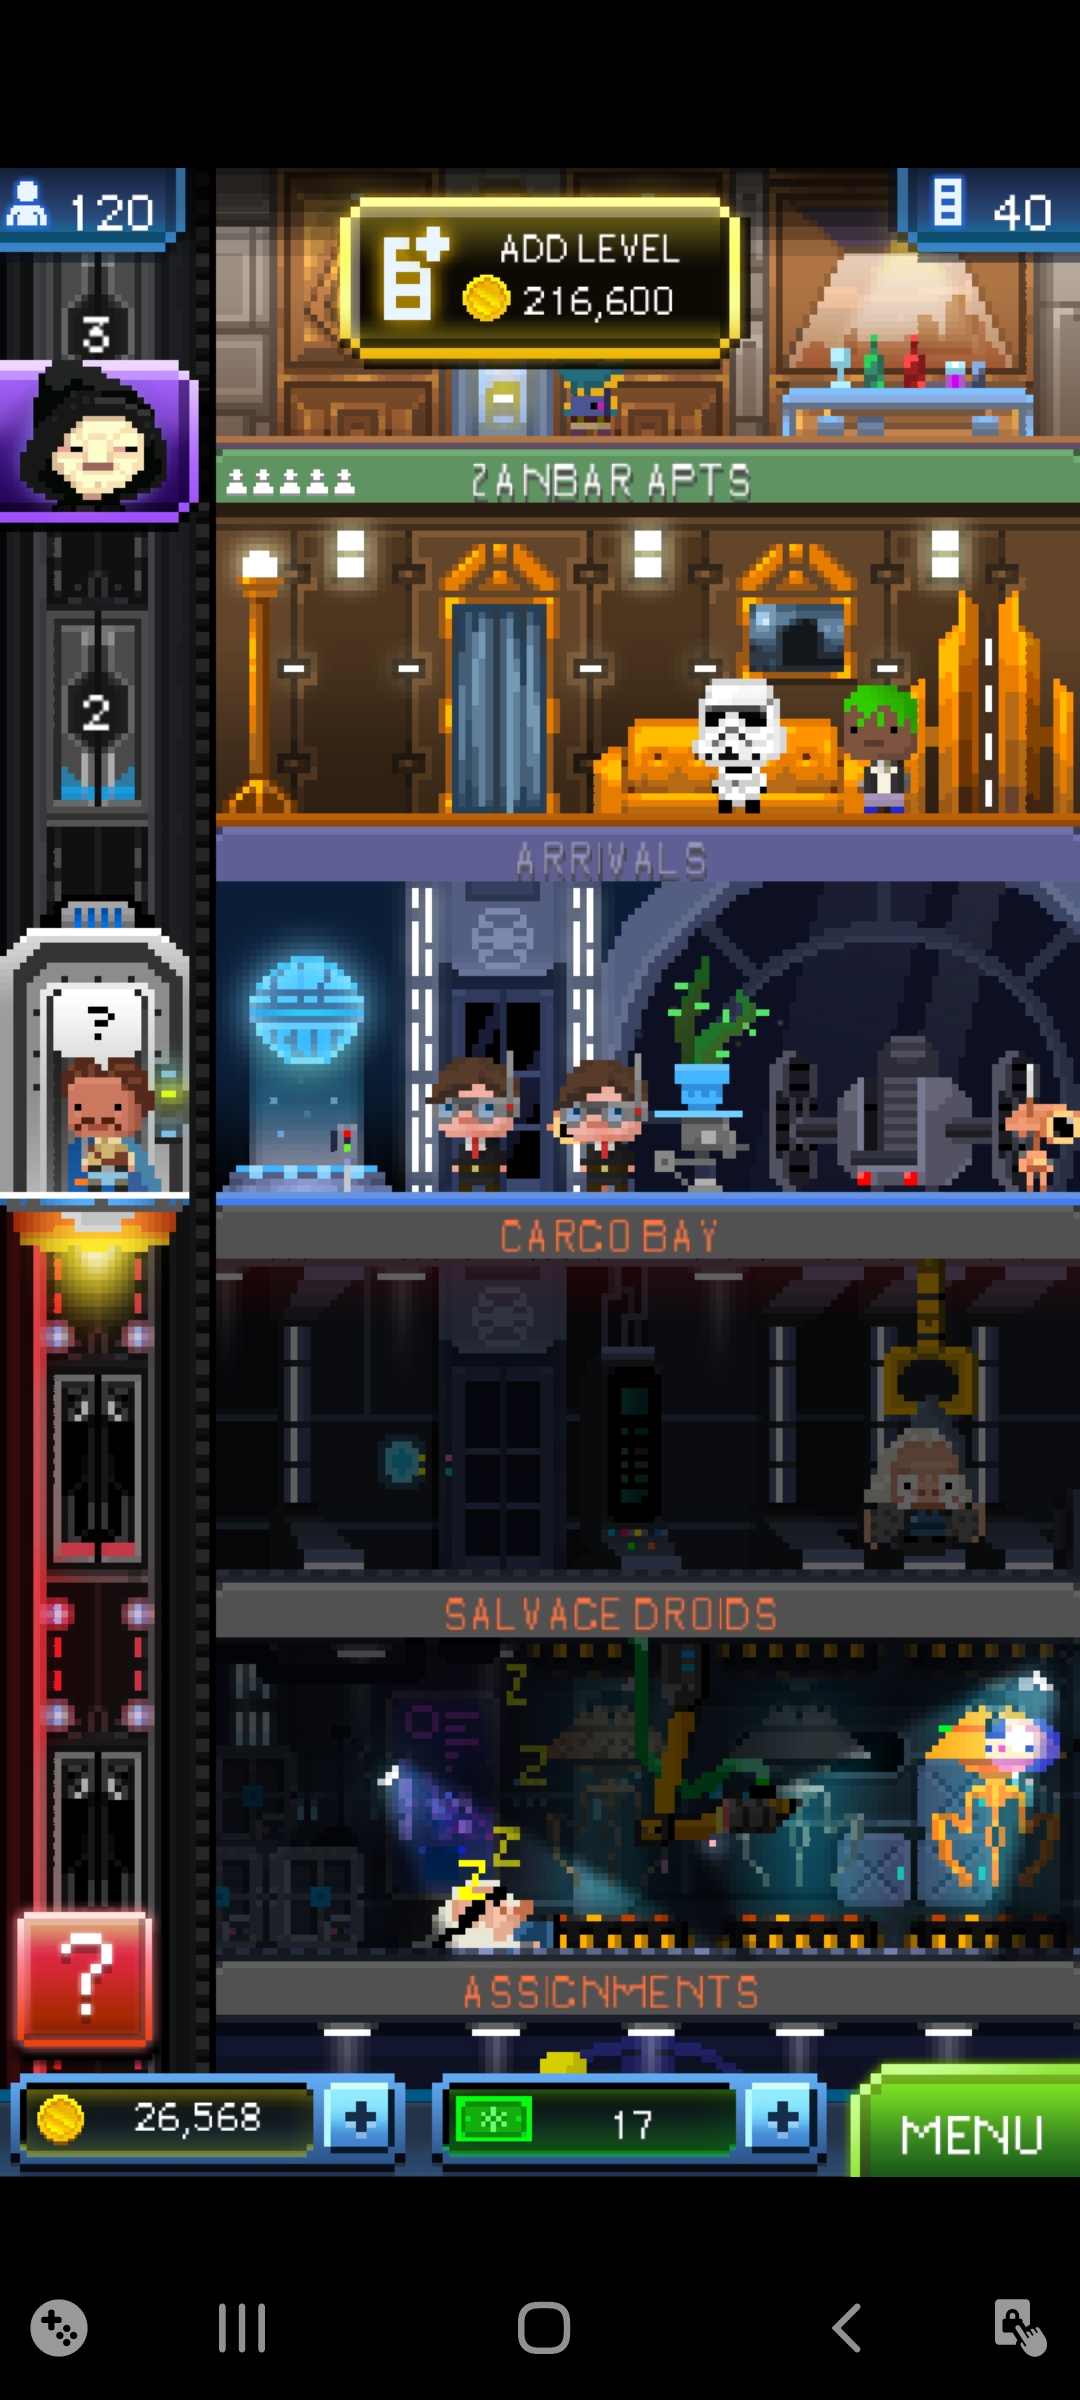 120
ADD LEVEL
216,600
40
3
ZANBAR APTS
2
ARRIVALS
?
CARGO BAY
SALVAGE DROIDS
Z
Z
Z
Z
?
ASSIGNMENTS
26,568
17
MENU